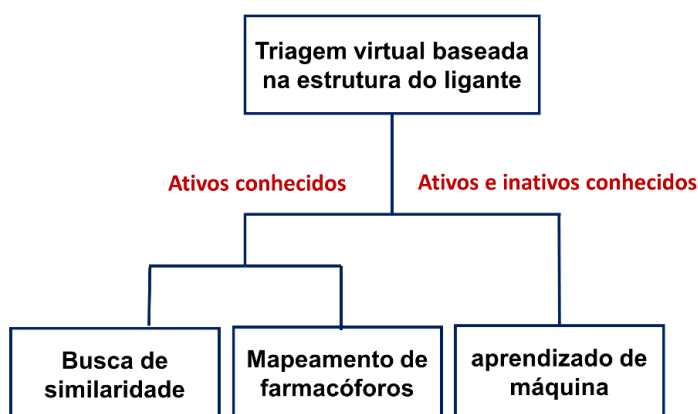 Triagem virtual baseada
na estrutura do ligante
Ativos conhecidos
Ativos e inativos conhecidos
Busca de
similaridade
Mapeamento de
farmacóforos
aprendizado de
máquina